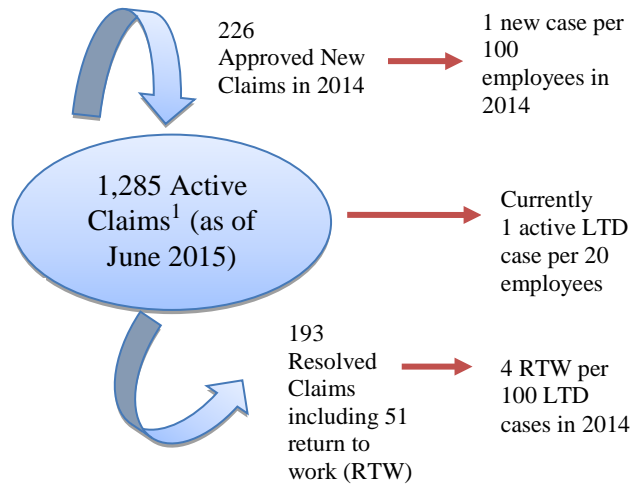 226
Approved New
Claims in 2014
1 new case per
100
employees in
2014
1,285 Active
Claims¹ (as of
June 2015)
Currently
1 active LTD
case per 20
employees
193
Resolved
Claims
including 51
return to
work (RTW)
4 RTW per
100 LTD
cases in 2014